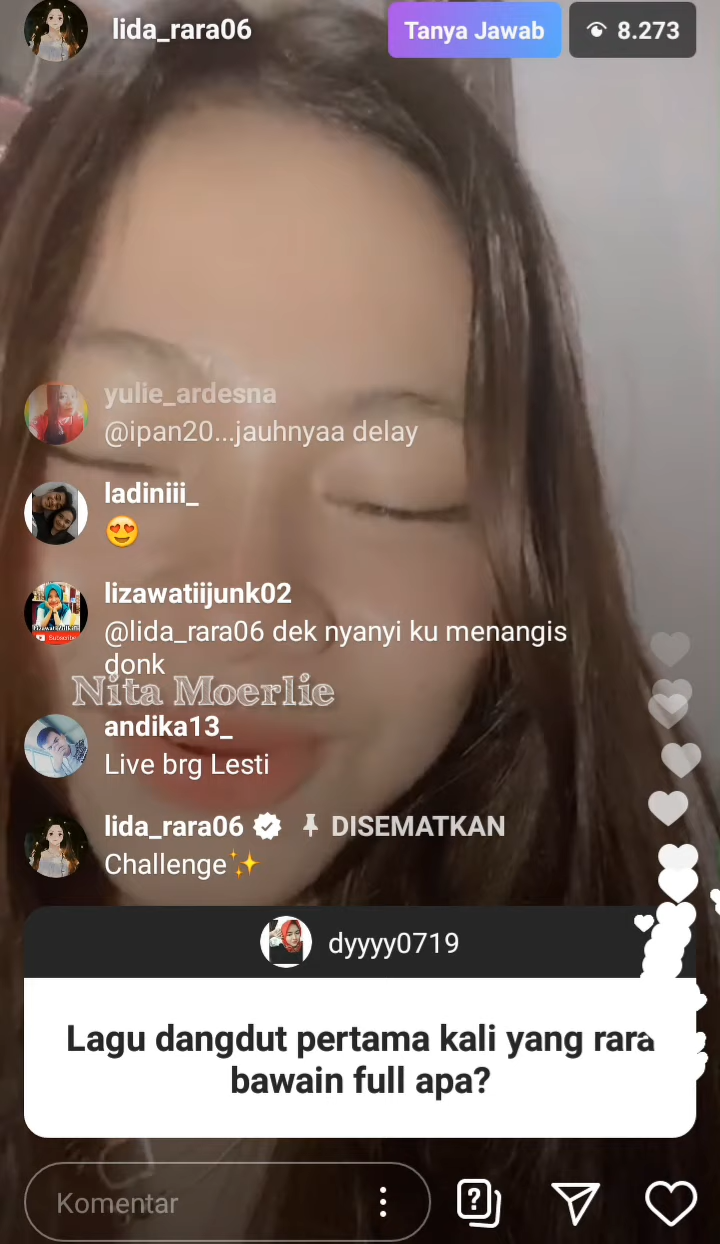 lida_rara06
Tanya Jawab
8.273
yulie_ardesna
@ipan20...jauhnyaa delay
ladiniii_
lizawatiijunk02
@lida_rara06 dek nyanyi ku menangis
donk
Nita Moerlie
andika13_
Live brg Lesti
lida_rara06 DISEMATKAN
Challenge✨
dyyyy0719
Lagu dangdut pertama kali yang rara
bawain full apa?
Komentar